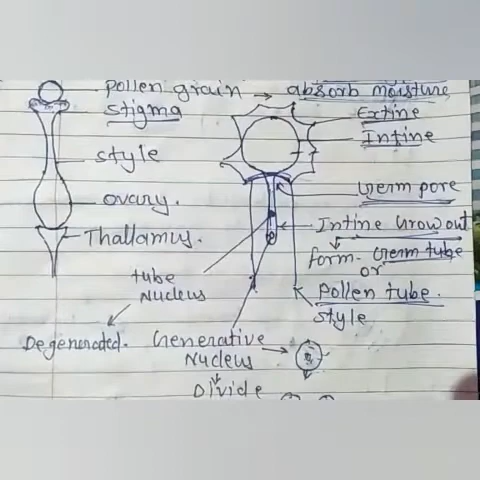 pollen grain → absorb moisture
Stigma
Extine
Intine
style
Germ pore
ovary.
Intine Grow out
Thallamus.
form. Germ tube
or
tube
Nucleus
pollen tube.
style
Degenerated.
Generative
Nucleus
Divide